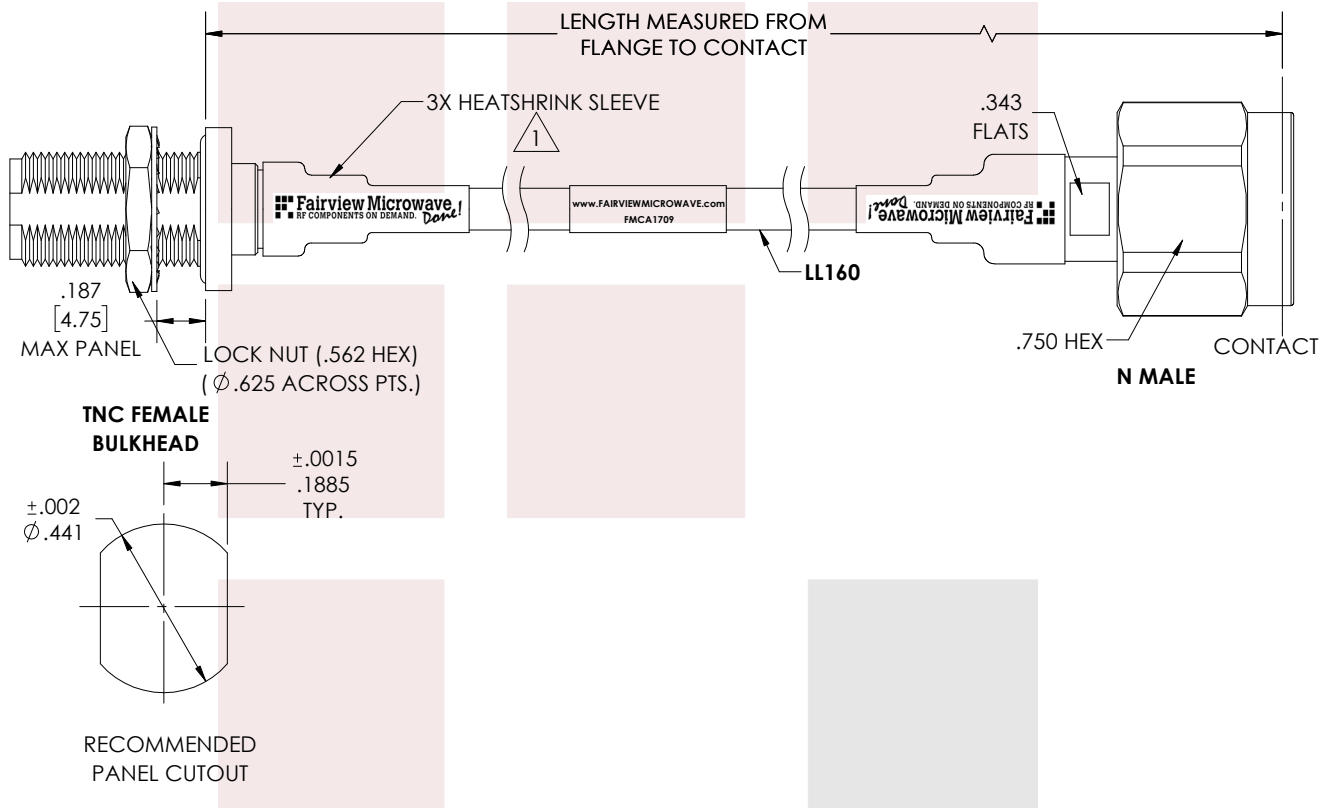 LENGTH MEASURED FROM
FLANGE TO CONTACT
3X HEATSHRINK SLEEVE
1
.343
FLATS
Fairview Microwave
RF COMPONENTS ON DEMAND.
Done!
www.FAIRVIEWMICROWAVE.com
FMCA1709
Fairview Microwave
RF COMPONENTS ON DEMAND.
Done!
LL160
.187
[4.75]
MAX PANEL
LOCK NUT (.562 HEX)
(∅.625 ACROSS PTS.)
.750 HEX
CONTACT
N MALE
TNC FEMALE
BULKHEAD
±.0015
.1885
TYP.
±.002
∅.441
RECOMMENDED
PANEL CUTOUT